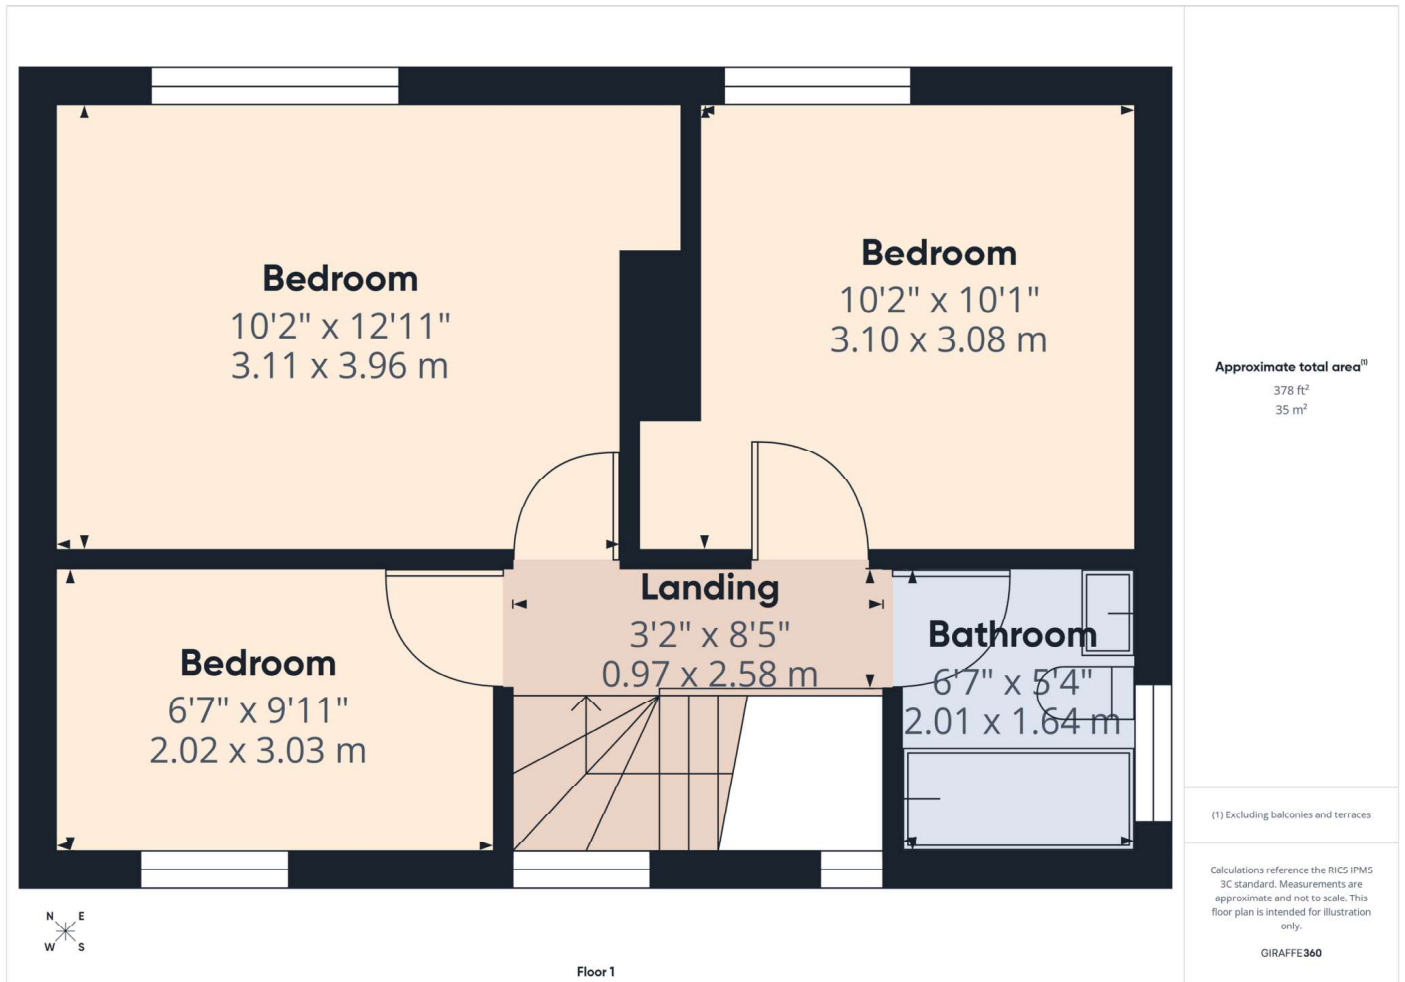 Bedroom
10'2" x 12'11"
3.11 x 3.96 m
Bedroom
10'2" x 10'1"
3.10 x 3.08 m
Landing
3'2" x 8'5"
0.97 x 2.58 m
Bedroom
6'7" x 9'11"
2.02 x 3.03 m
Bathroom
6'7" x 5'4"
2.01 x 1.64 m
N E
W S
Floor 1
Approximate total area(1)
378 ft²
35 m²
(1) Excluding balconies and terraces
Calculations reference the RICS IPMS
3C standard. Measurements are
approximate and not to scale. This
floor plan is intended for illustration
only.
GIRAFFE360